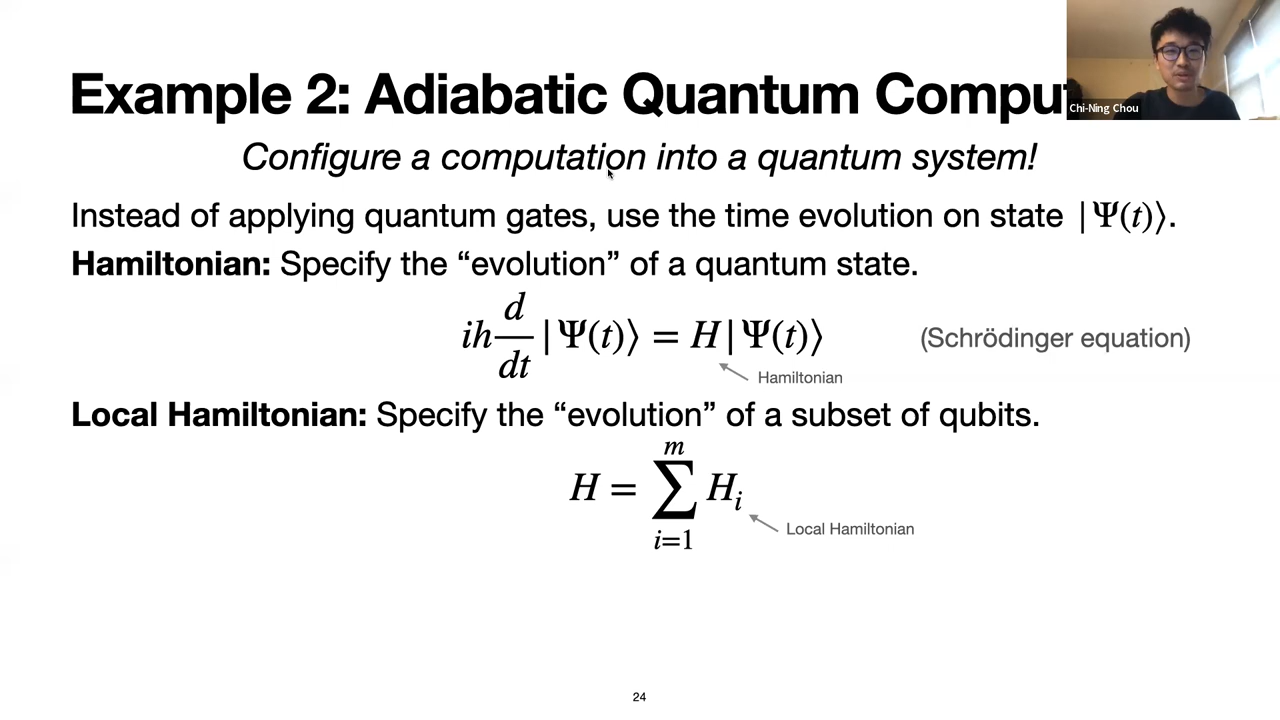 Example 2: Adiabatic Quantum Comput
Chi-Ning Chou
Configure a computation into a quantum system!
Instead of applying quantum gates, use the time evolution on state |Ψ(t)⟩.
Hamiltonian: Specify the “evolution” of a quantum state.
ih d/dt |Ψ(t)⟩ = H|Ψ(t)⟩ (Schrödinger equation)
Hamiltonian
Local Hamiltonian: Specify the “evolution” of a subset of qubits.
H = ∑_{i=1}^{m} H_i
Local Hamiltonian
24